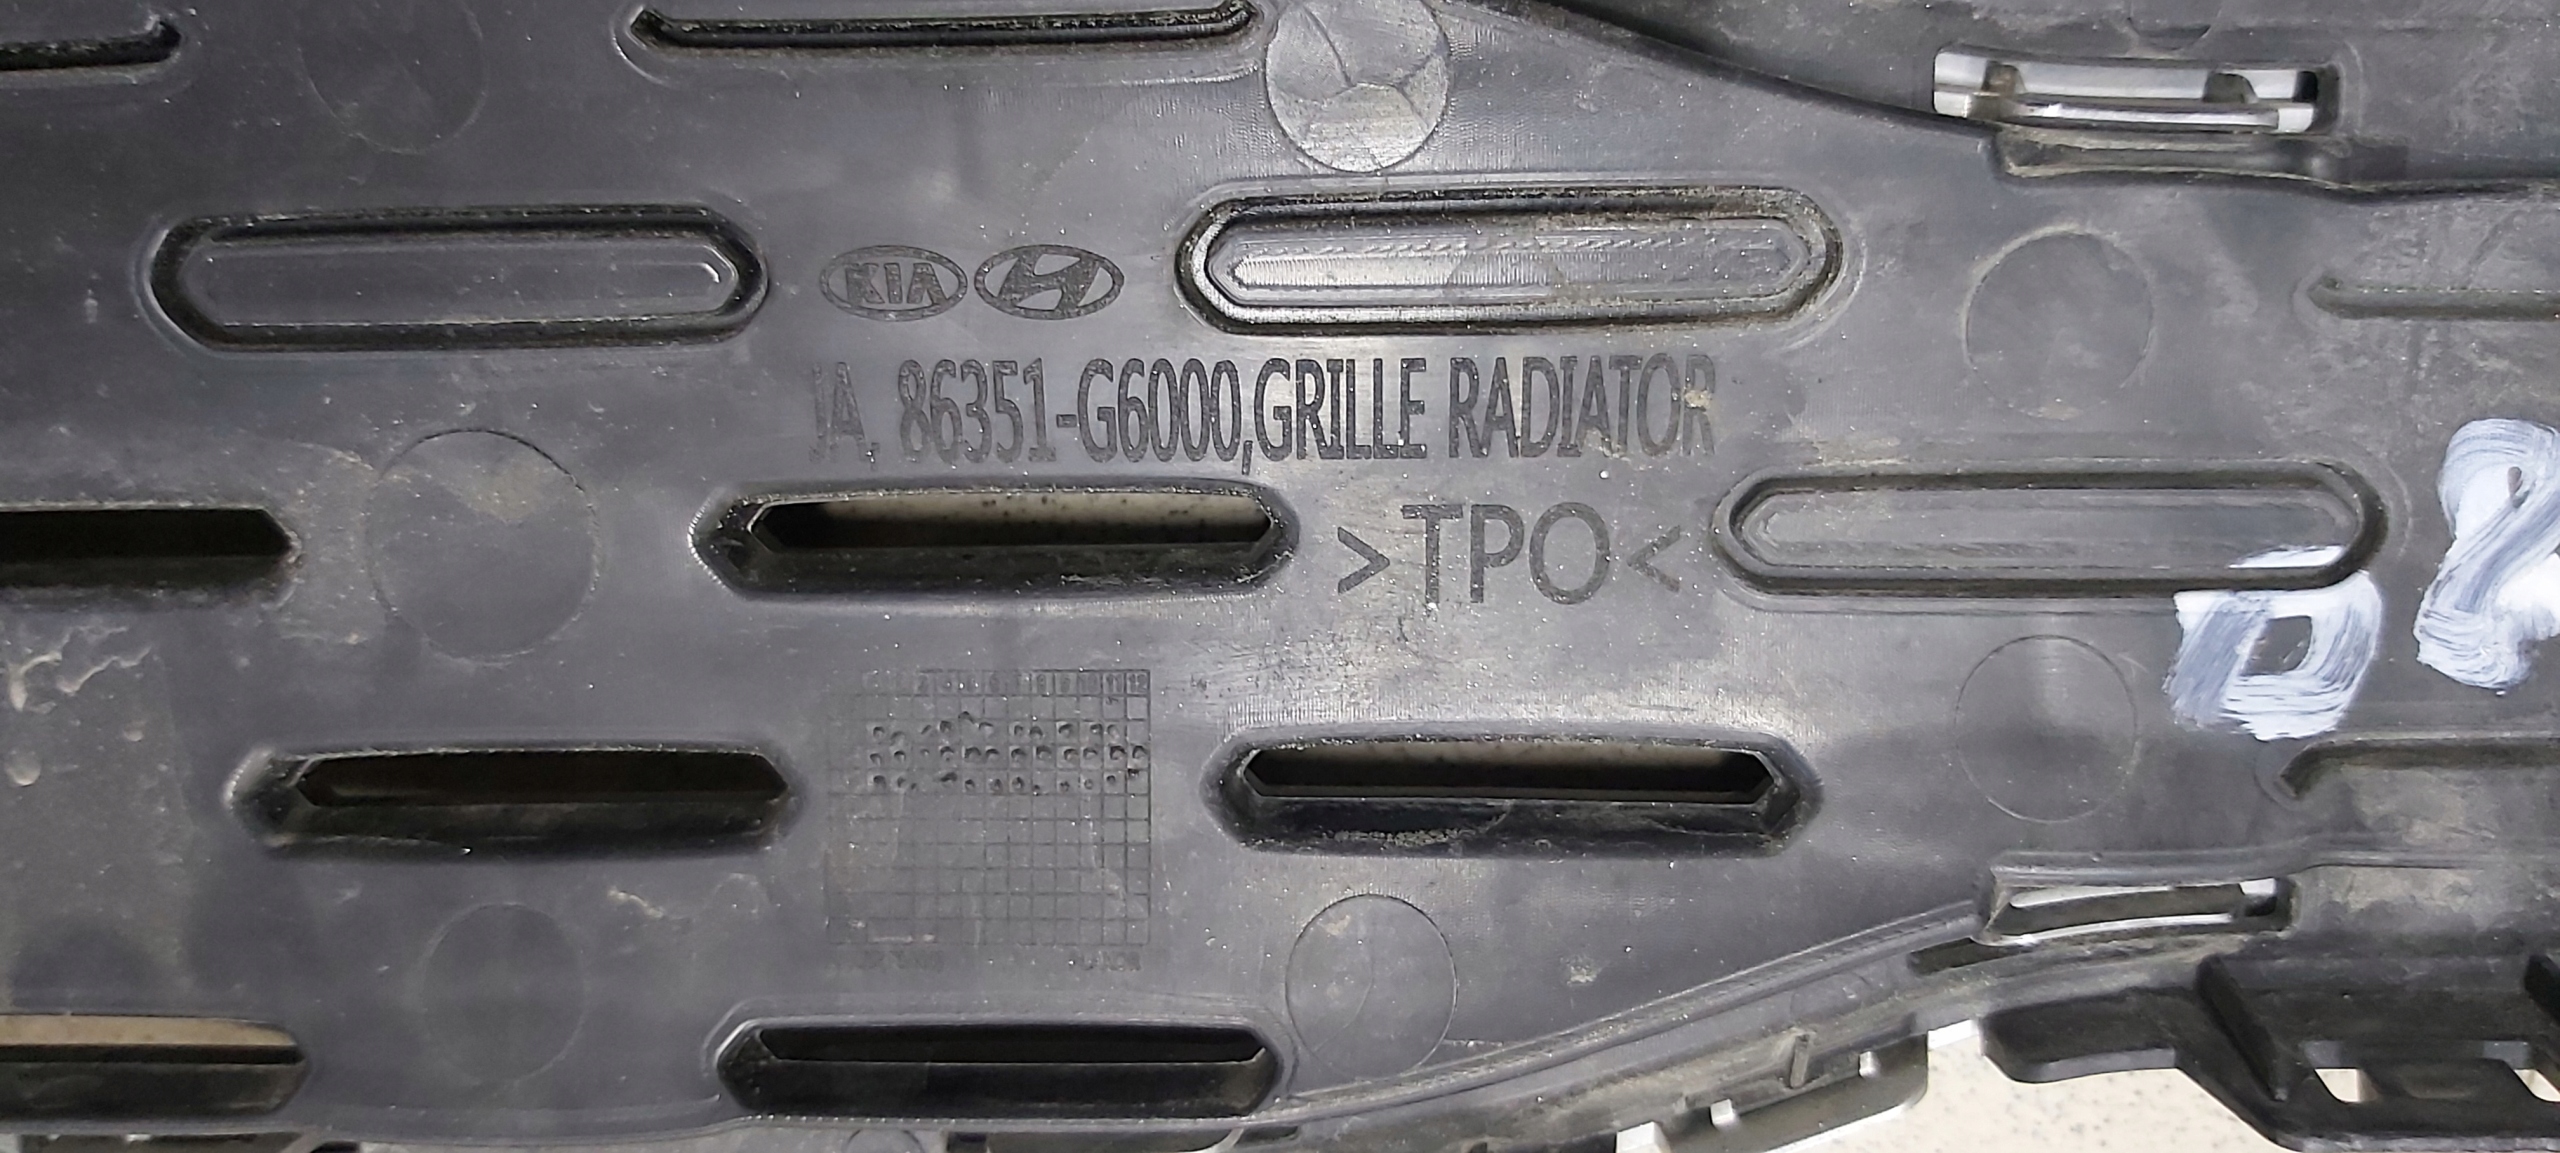 KIA
JA, 86351-G6000,GRILLE RADIATOR
>TPO<